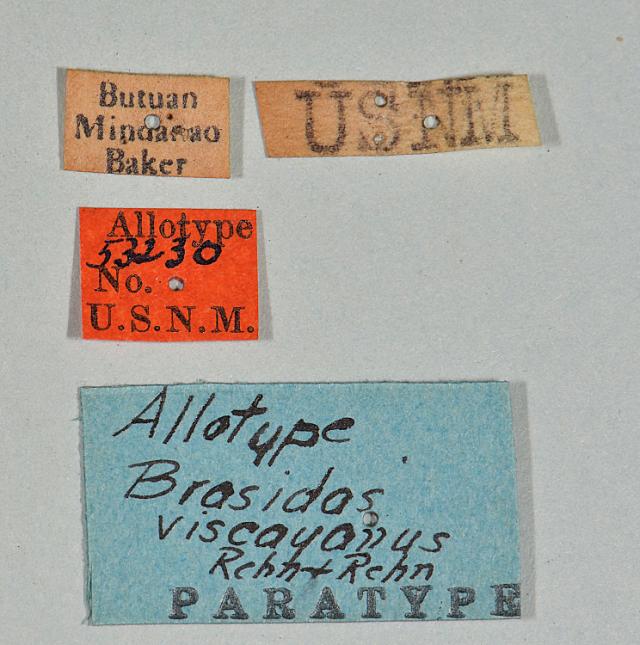 Butuan
Mindanao
Baker
USNM
Allotype
53230
No.
U.S.N.M.
Allotype
Brasidas
viscayanus
Rehn + Rehn
PARATYPE